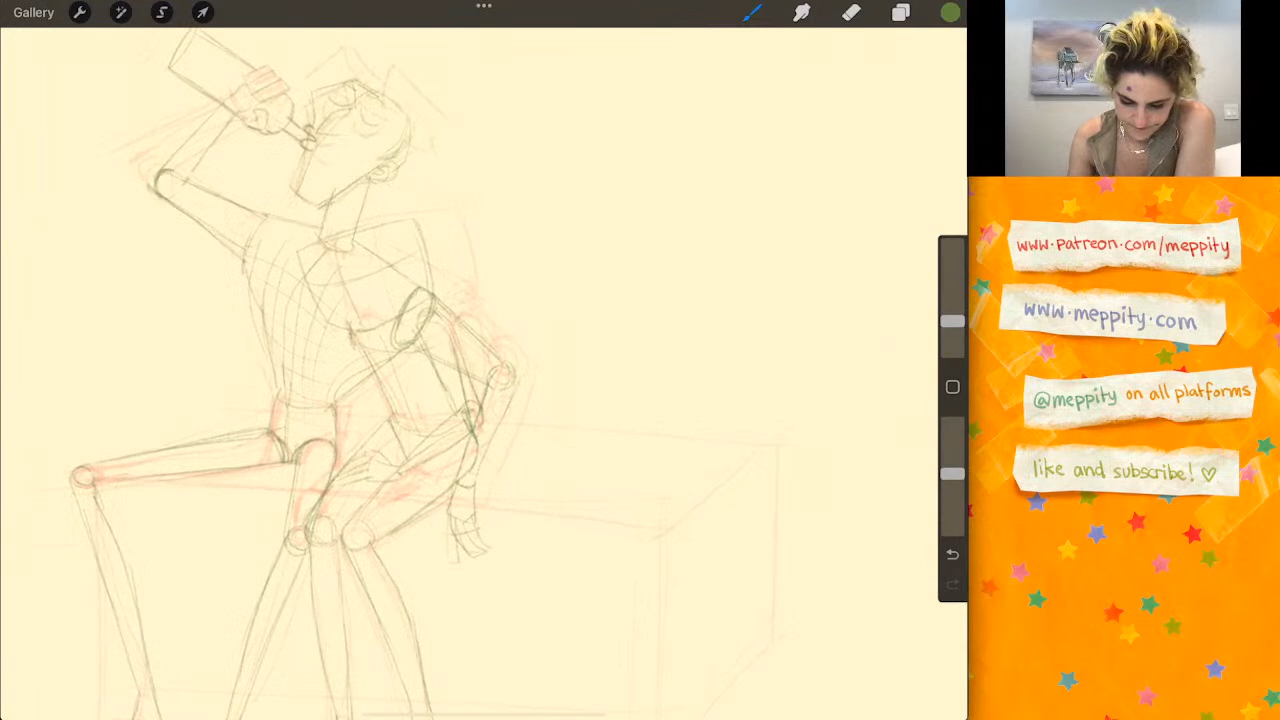 Gallery
www.patreon.com/meppity
www.meppity.com
@meppity on all platforms
like and subscribe! ♡